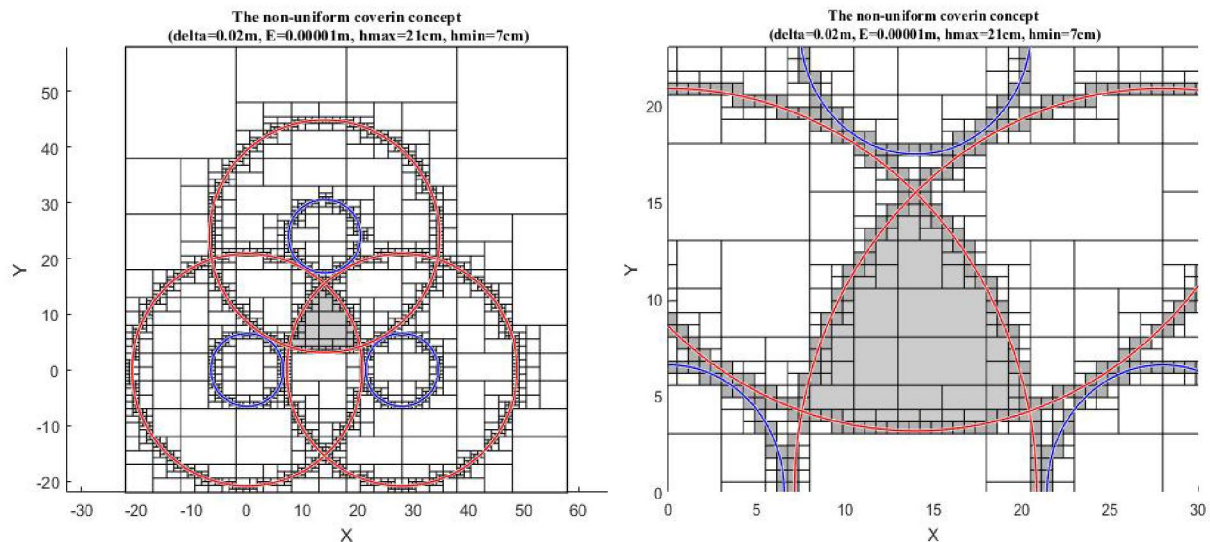 The non-uniform coverin concept
(delta=0.02m, E=0.00001m, hmax=21cm, hmin=7cm)
50
40
30
20
10
0
-10
-20
Y
-30 -20 -10 0 10 20 30 40 50 60
X
The non-uniform coverin concept
(delta=0.02m, E=0.00001m, hmax=21cm, hmin=7cm)
20
15
10
5
0
Y
0 5 10 15 20 25 30
X